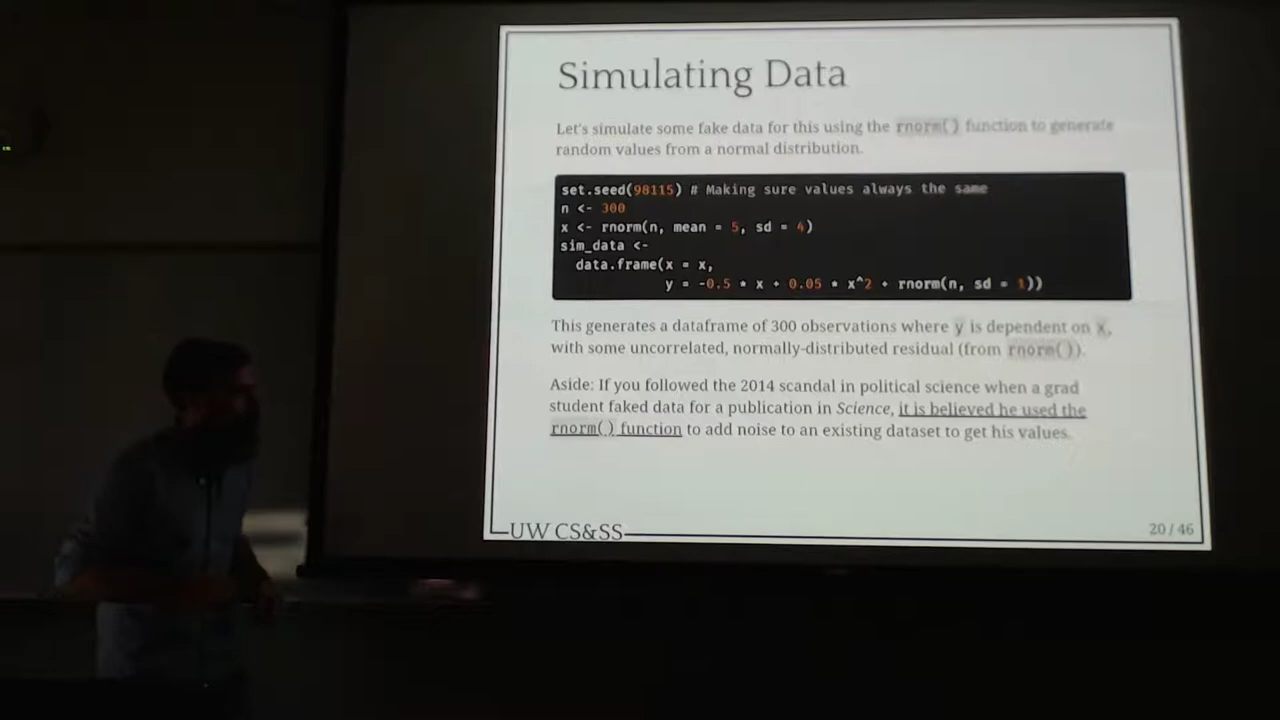 Simulating Data
Let's simulate some fake data for this using the rnorm() function to generate
random values from a normal distribution.
set.seed(98115) # Making sure values always the same
n <- 300
x <- rnorm(n, mean = 5, sd = 4)
sim_data <-
data.frame(x = x,
y = -0.5 * x + 0.05 * x^2 + rnorm(n, sd = 1))
This generates a dataframe of 300 observations where y is dependent on x,
with some uncorrelated, normally-distributed residual (from rnorm()).
Aside: If you followed the 2014 scandal in political science when a grad
student faked data for a publication in Science, it is believed he used the
rnorm() function to add noise to an existing dataset to get his values.
UW CS&SS
20 / 46